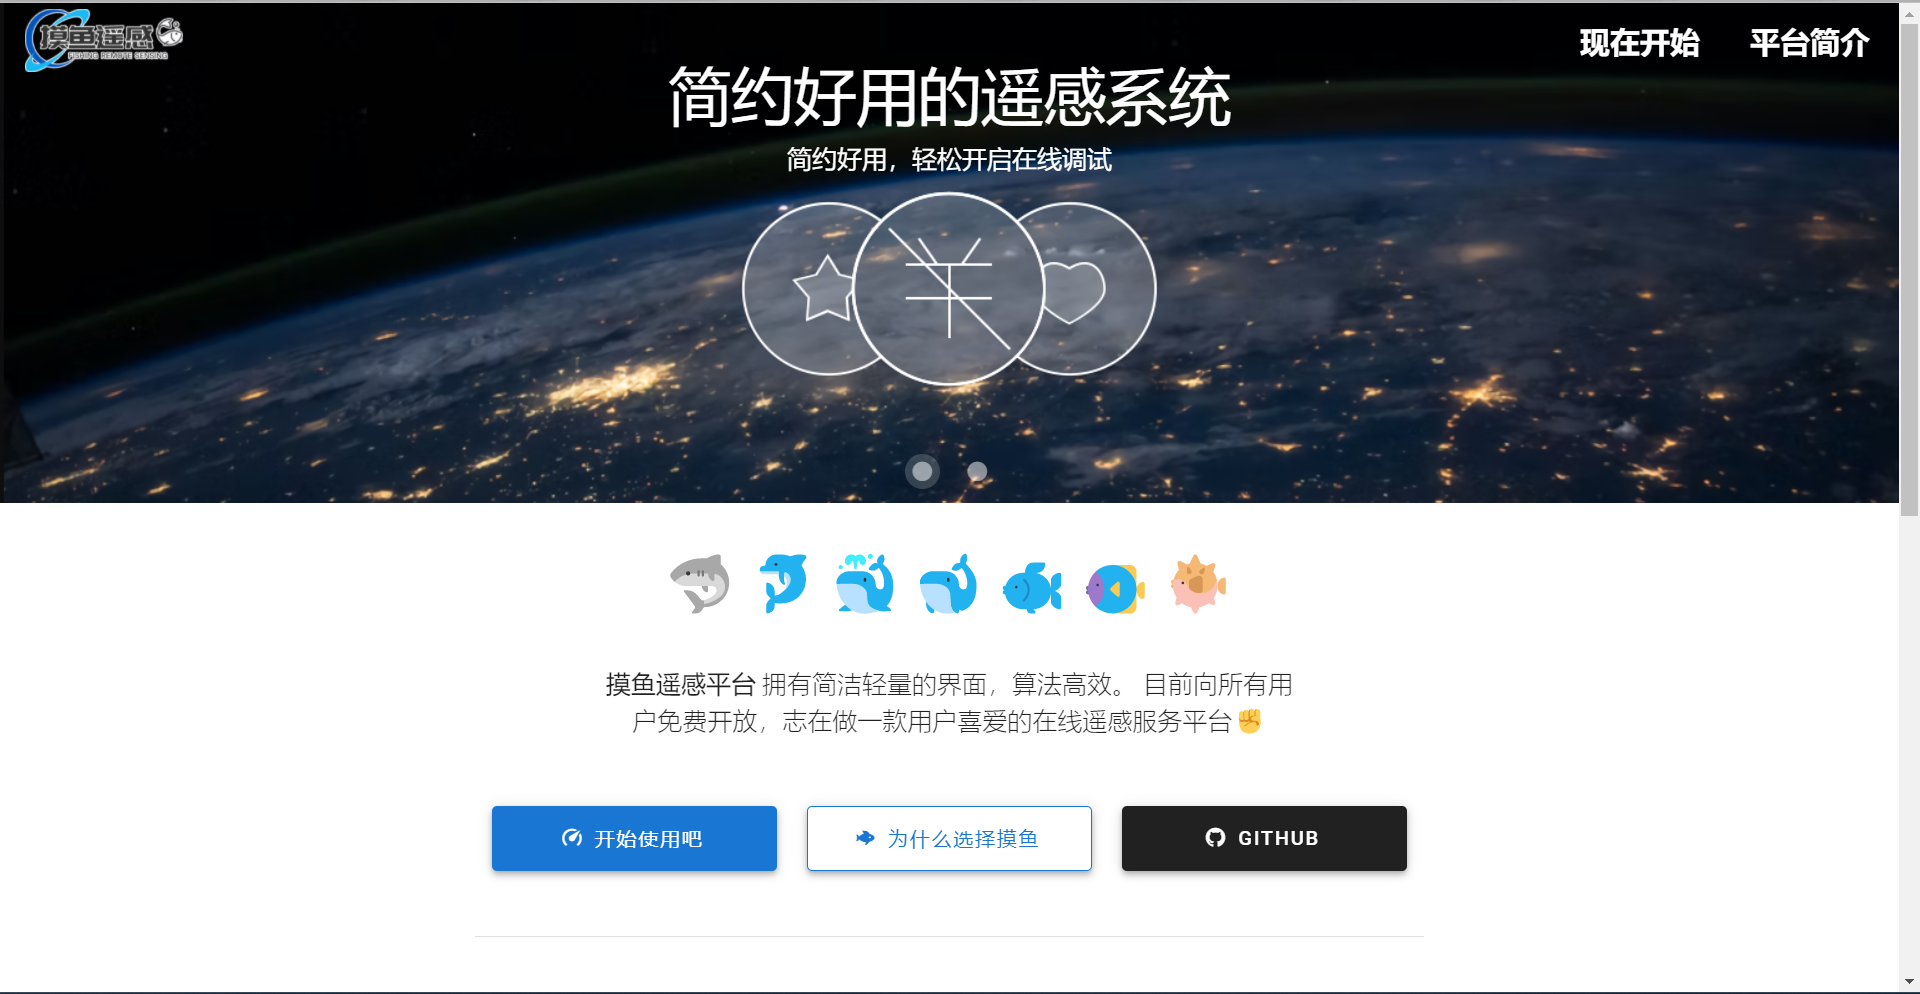 摸鱼遥感
FISHING REMOTE SENSING
现在开始
平台简介
简约好用的遥感系统
简约好用，轻松开启在线调试
摸鱼遥感平台 拥有简洁轻量的界面，算法高效。 目前向所有用
户免费开放，志在做一款用户喜爱的在线遥感服务平台✊
开始使用吧
为什么选择摸鱼
GITHUB